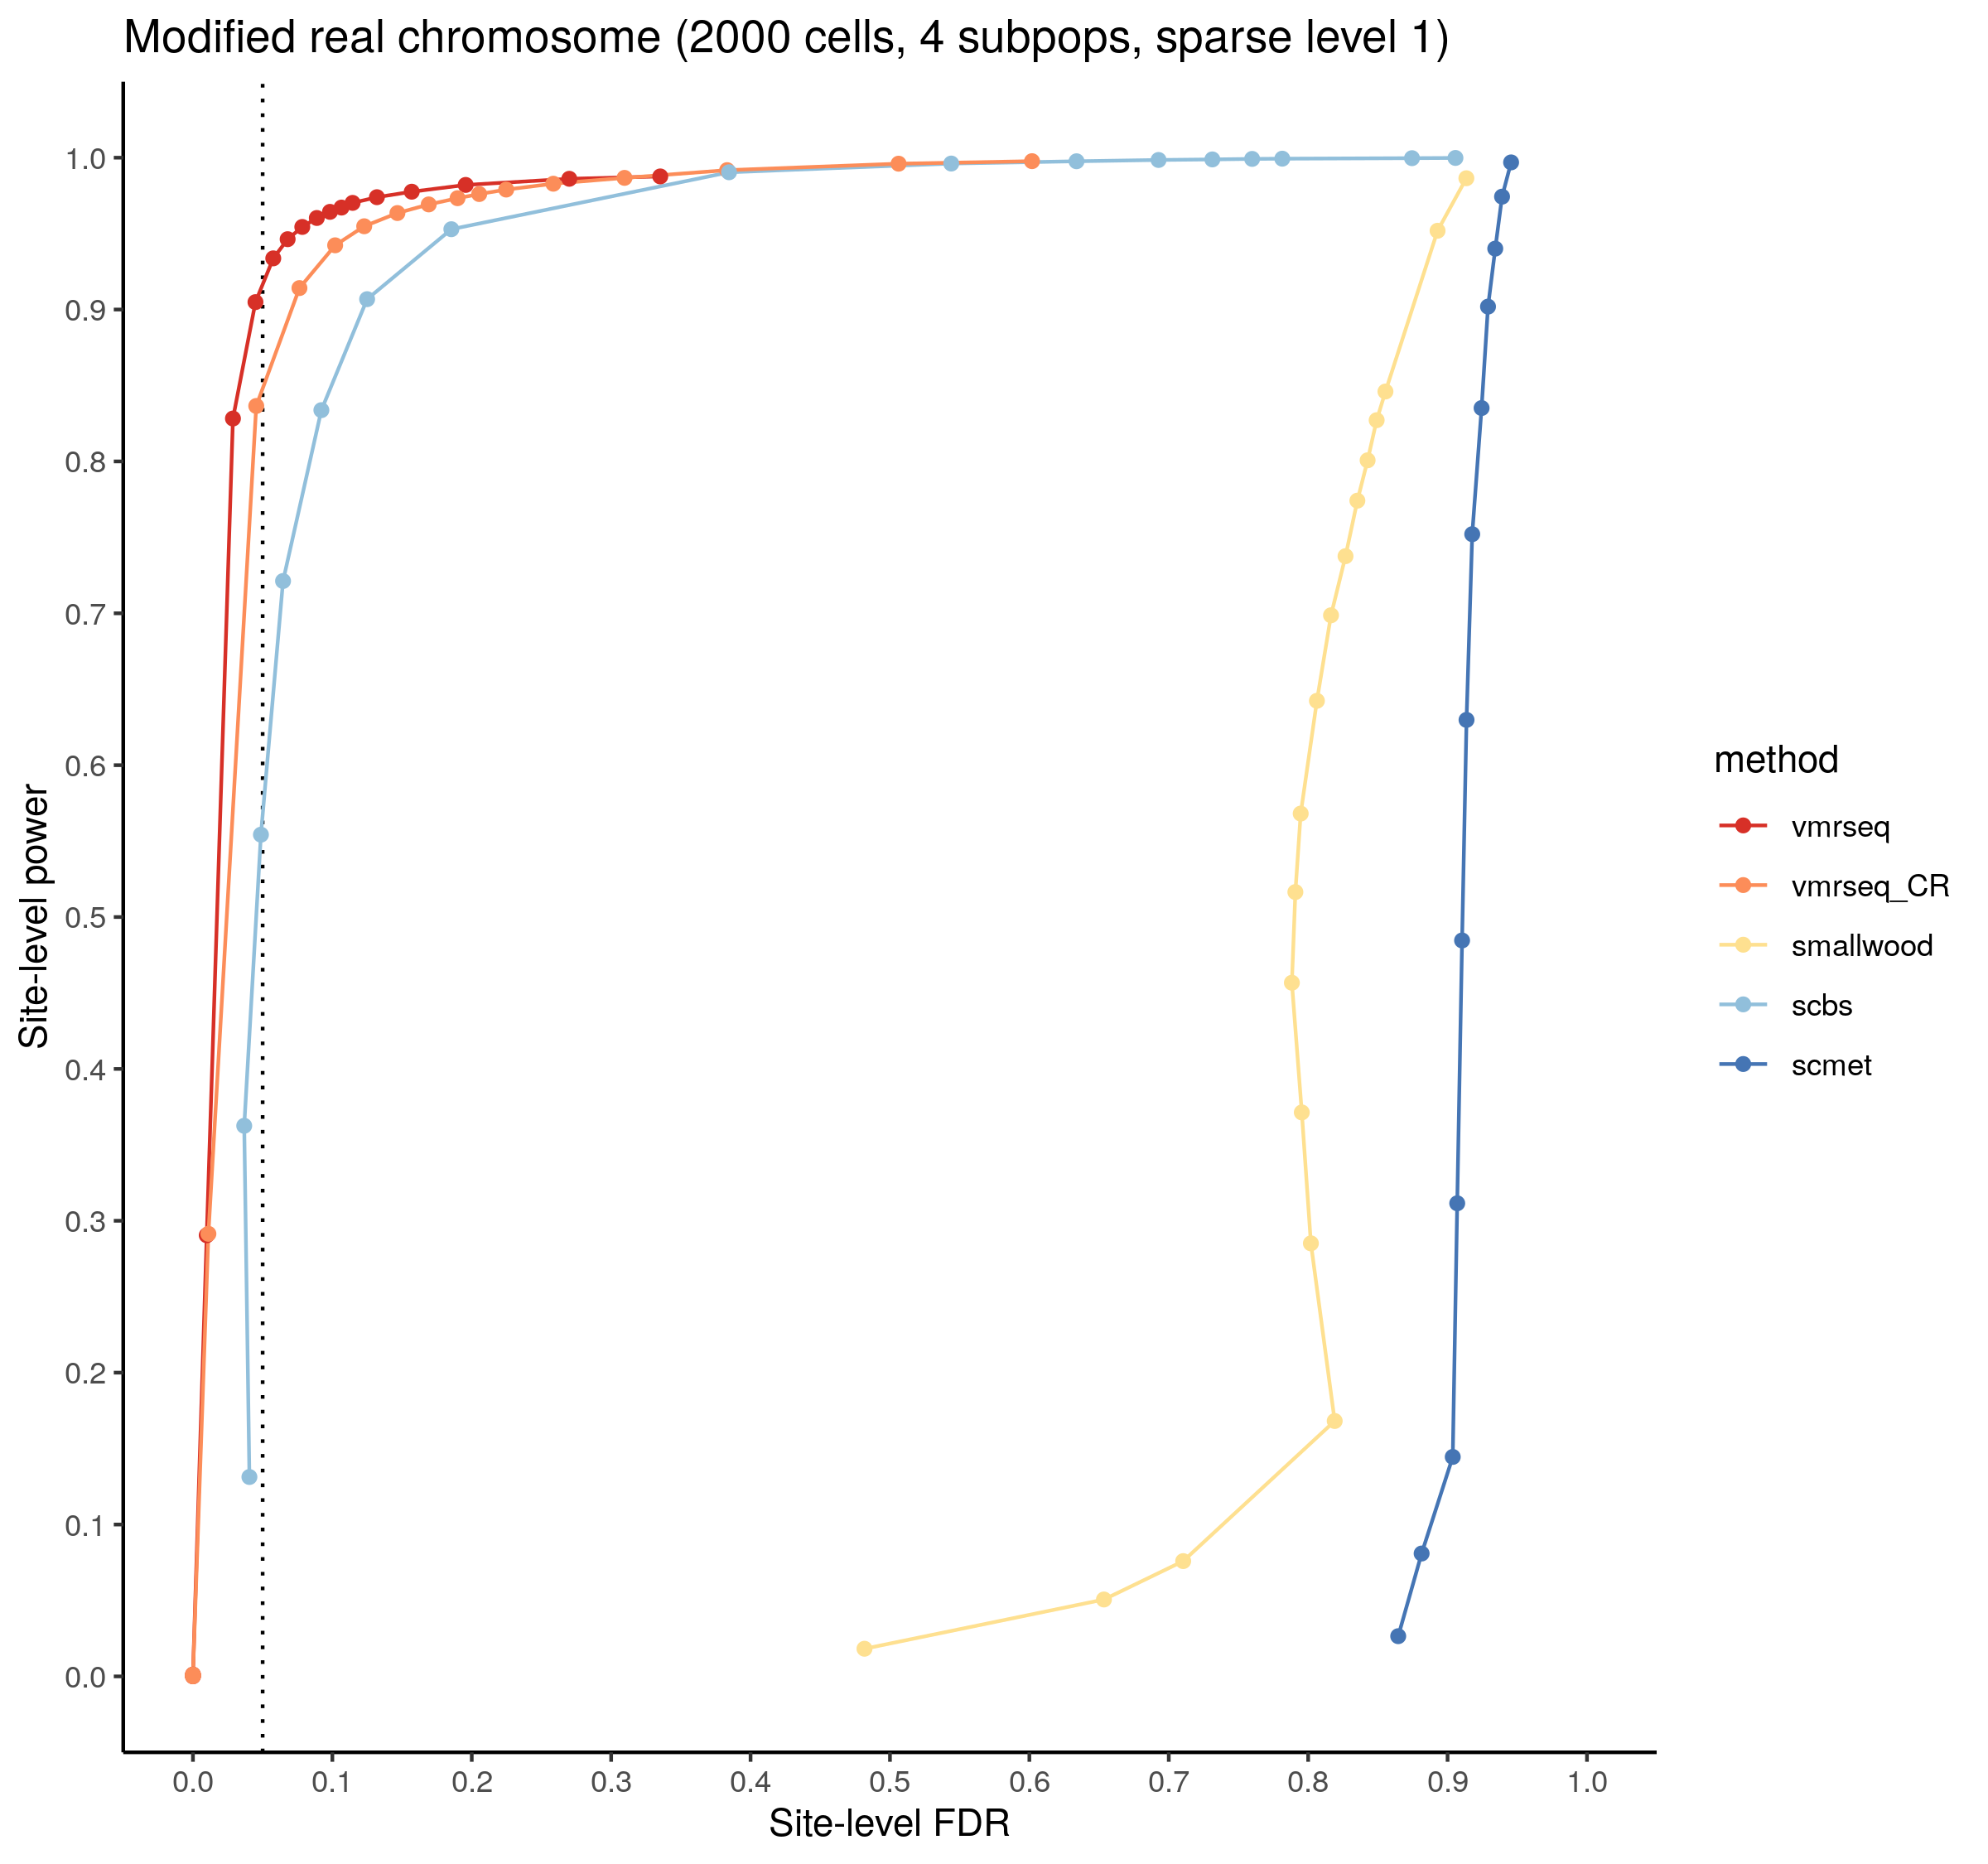 Modified real chromosome (2000 cells, 4 subpops, sparse level 1)
Site-level power
1.0
0.9
0.8
0.7
0.6
0.5
0.4
0.3
0.2
0.1
0.0
0.0 0.1 0.2 0.3 0.4 0.5 0.6 0.7 0.8 0.9 1.0
Site-level FDR
method
vmrseq
vmrseq_CR
smallwood
scbs
scmet